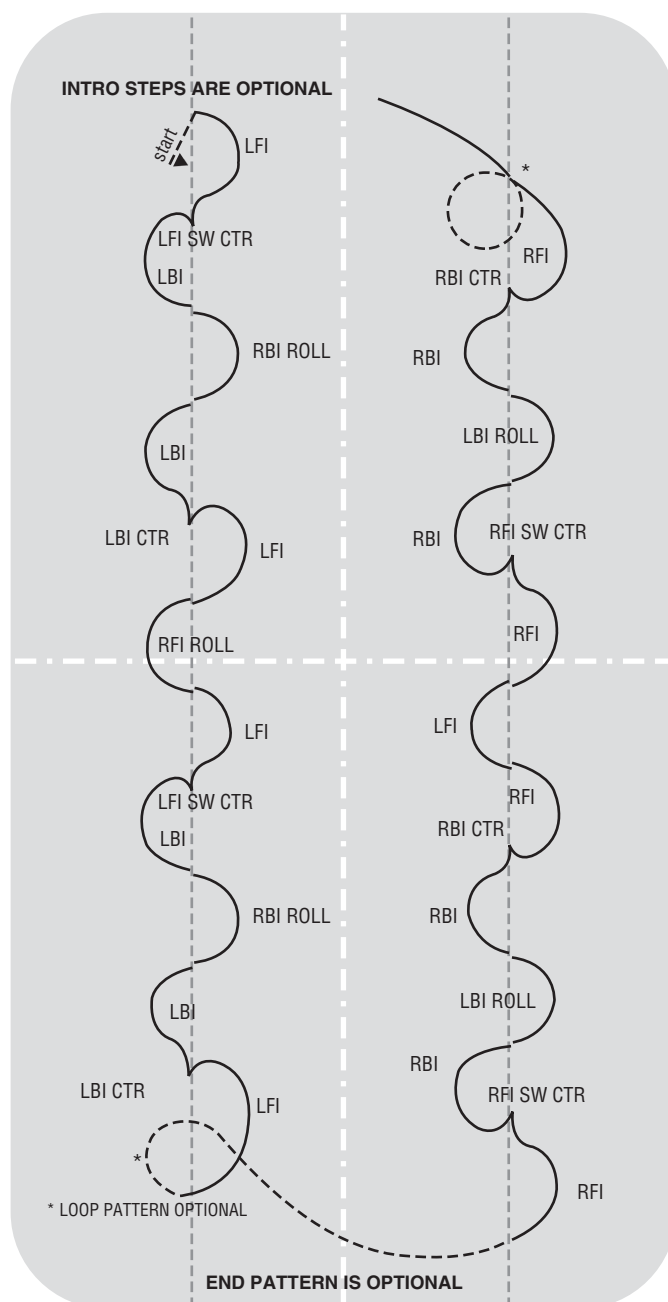 INTRO STEPS ARE OPTIONAL
start
LFI
LFI SW CTR
LBI
RBI ROLL
LBI
LBI CTR
LFI
RFI ROLL
LFI
LFI SW CTR
LBI
RBI ROLL
LBI
LBI CTR
LFI
*
* LOOP PATTERN OPTIONAL
*
RFI
RBI CTR
RBI
LBI ROLL
RBI
RFI SW CTR
RFI
LFI
RFI
RBI CTR
RBI
LBI ROLL
RBI
RFI SW CTR
RFI
END PATTERN IS OPTIONAL